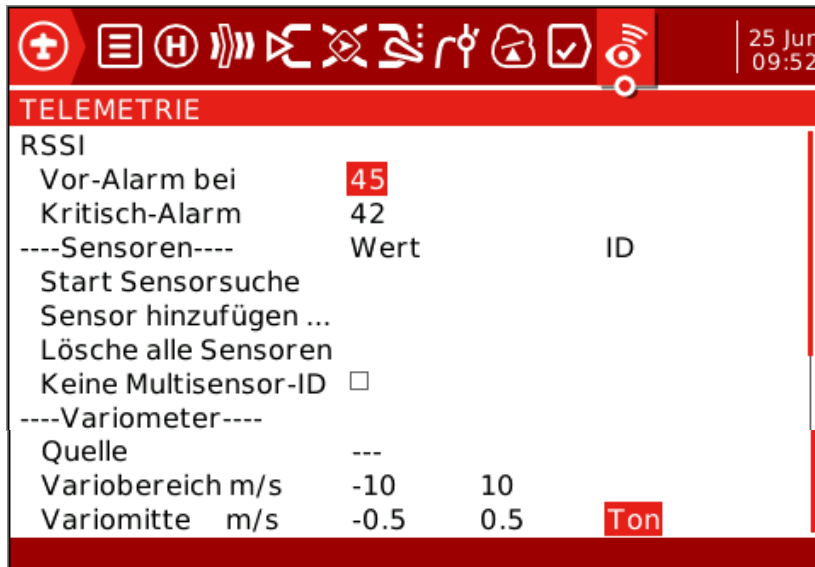 25 Jun
09:52
TELEMETRIE
RSSI
Vor-Alarm bei 45
Kritisch-Alarm 42
----Sensoren---- Wert ID
Start Sensorsuche
Sensor hinzufügen ...
Lösche alle Sensoren
Keine Multisensor-ID
----Variometer----
Quelle ---
Variobereich m/s -10 10
Variomitte m/s -0.5 0.5 Ton